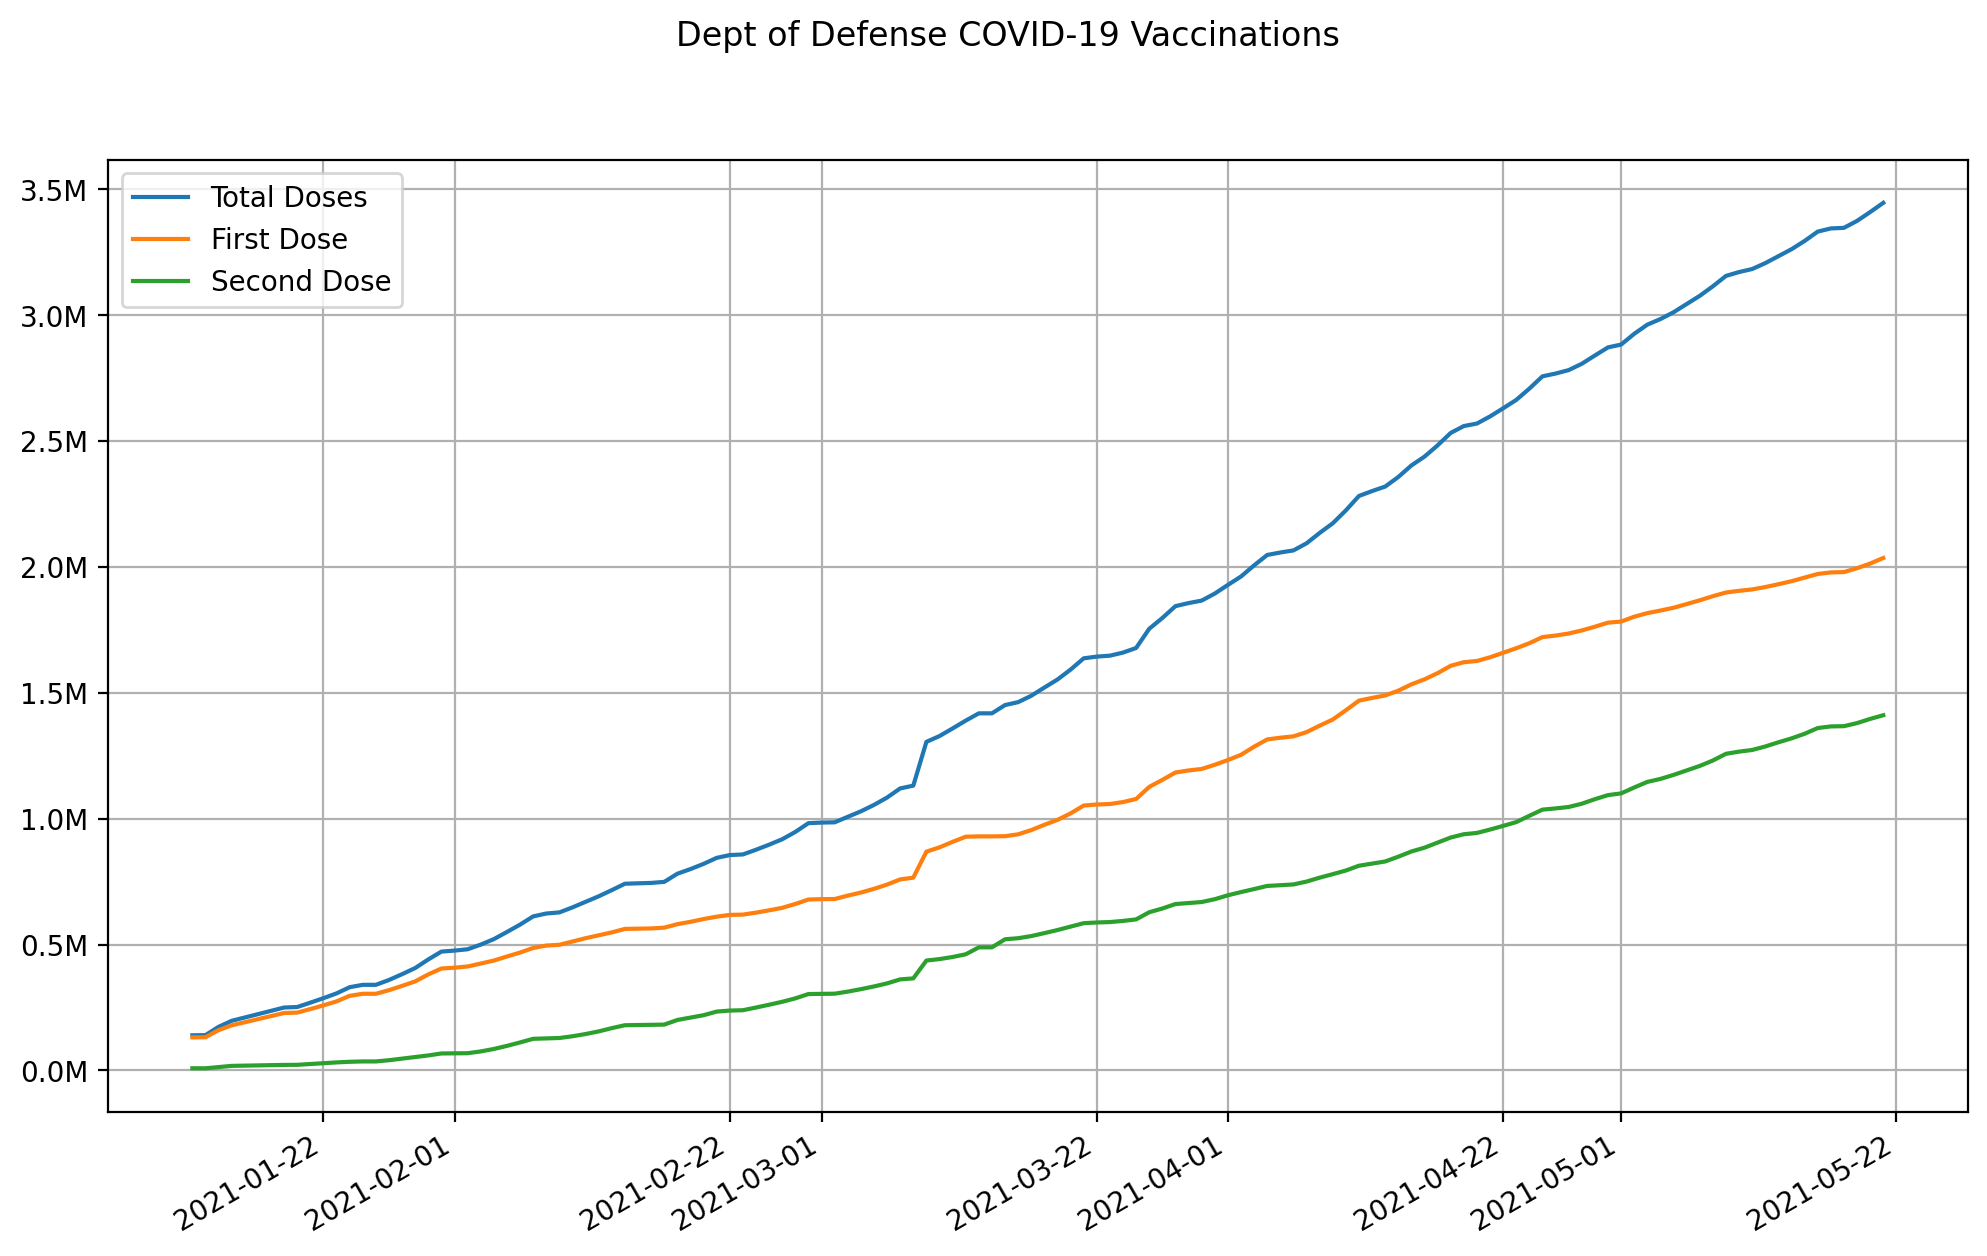 Dept of Defense COVID-19 Vaccinations
Total Doses
First Dose
Second Dose
3.5M
3.0M
2.5M
2.0M
1.5M
1.0M
0.5M
0.0M
2021-01-22
2021-02-01
2021-02-22
2021-03-01
2021-03-22
2021-04-01
2021-04-22
2021-05-01
2021-05-22